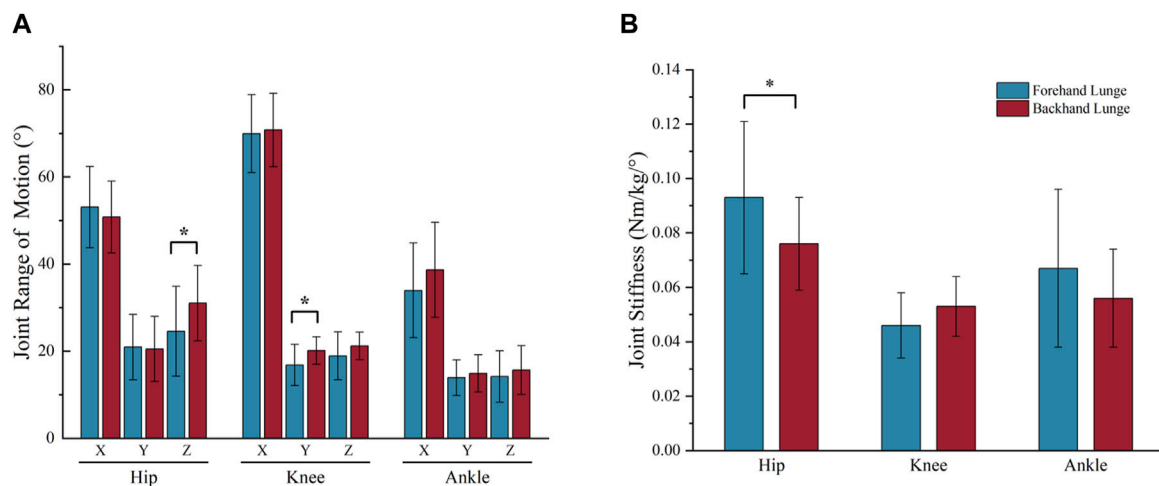 A
Joint Range of Motion (°)
80
60
40
20
0
*
*
X Y Z X Y Z X Y Z
Hip Knee Ankle
B
Joint Stiffness (Nm/kg/°)
0.14
0.12
0.10
0.08
0.06
0.04
0.02
0.00
*
Forehand Lunge
Backhand Lunge
Hip Knee Ankle